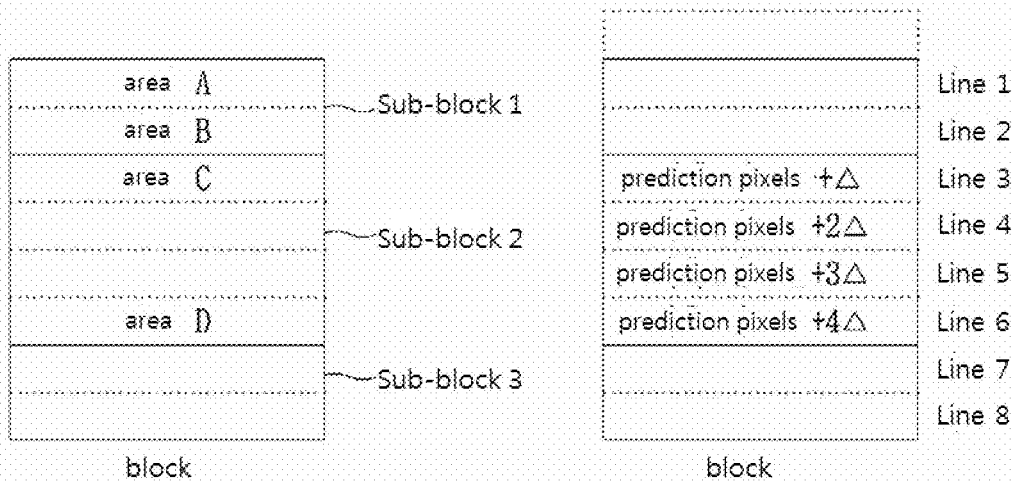 area A
Sub-block 1
area B
area C
Sub-block 2
area D
Sub-block 3
block
Line 1
Line 2
prediction pixels +△ Line 3
prediction pixels +2△ Line 4
prediction pixels +3△ Line 5
prediction pixels +4△ Line 6
Line 7
Line 8
block